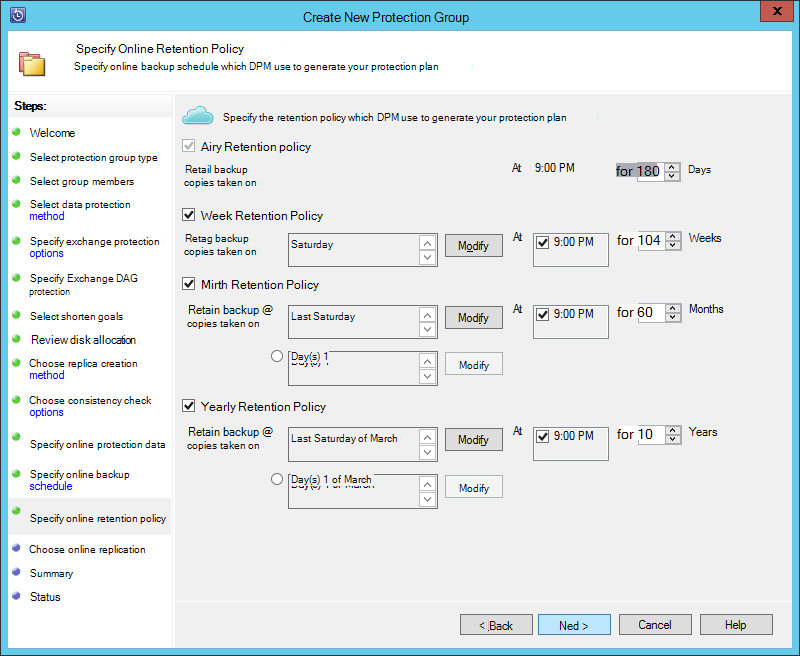 Create New Protection Group
x
Specify Online Retention Policy
Specify online backup schedule which DPM use to generate your protection plan
Steps:
Welcome
Select protection group type
Select group members
Select data protection
method
Specify exchange protection
options
Specify Exchange DAG
protection
Select shorten goals
Review disk allocation
Choose replica creation
method
Choose consistency check
options
Specify online protection data
Specify online backup
schedule
Specify online retention policy
Choose online replication
Summary
Status
Specify the retention policy which DPM use to generate your protection plan
Airy Retention policy
Retail backup
copies taken on
At 9:00 PM for 180 Days
Week Retention Policy
Retag backup
copies taken on
Saturday Modify At 9:00 PM for 104 Weeks
Mirth Retention Policy
Retain backup @
copies taken on
Last Saturday Modify At 9:00 PM for 60 Months
Day(s) 1 Modify
Yearly Retention Policy
Retain backup @
copies taken on
Last Saturday of March Modify At 9:00 PM for 10 Years
Day(s) 1 of March Modify
< Back Ned > Cancel Help